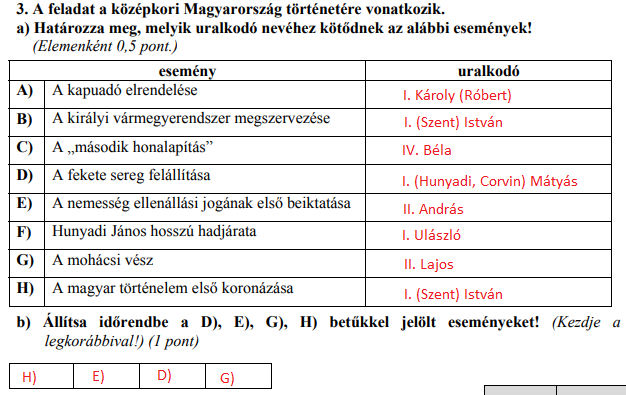 3. A feladat a középkori Magyarország történetére vonatkozik.
a) Határozza meg, melyik uralkodó nevéhez kötődnek az alábbi események!
(Elemenként 0,5 pont.)
esemény uralkodó
A) A kapuadó elrendelése I. Károly (Róbert)
B) A királyi vármegyerendszer megszervezése I. (Szent) István
C) A „második honalapítás” IV. Béla
D) A fekete sereg felállítása I. (Hunyadi, Corvin) Mátyás
E) A nemesség ellenállási jogának első beiktatása II. András
F) Hunyadi János hosszú hadjárata I. Ulászló
G) A mohácsi vész II. Lajos
H) A magyar történelem első koronázása I. (Szent) István
b) Állítsa időrendbe a D), E), G), H) betűkkel jelölt eseményeket! (Kezdje a
legkorábbival!) (1 pont)
H) E) D) G)